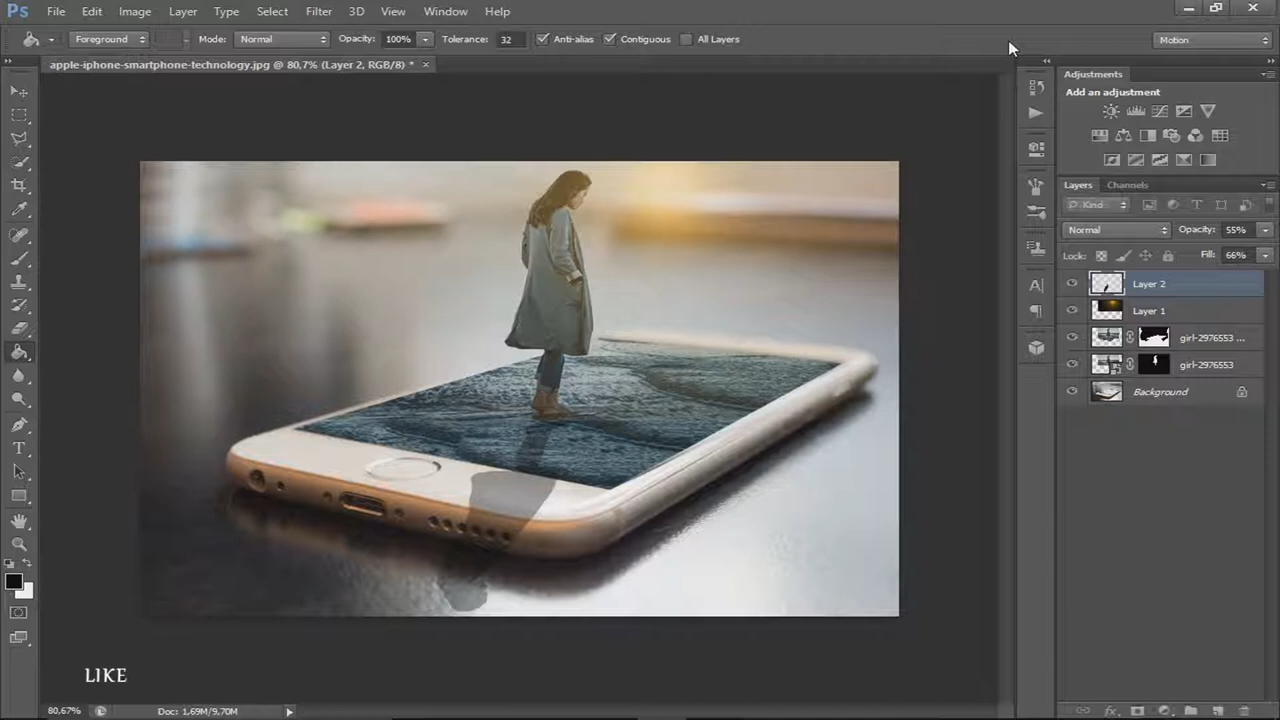 Ps File Edit Image Layer Type Select Filter 3D View Window Help
Foreground Mode: Normal Opacity: 100% Tolerance: 32 Anti-alias Contiguous All Layers Motion
apple-iphone-smartphone-technology.jpg @ 80,7% (Layer 2, RGB/8) * ×
Adjustments
Add an adjustment
Layers Channels
Kind
Normal Opacity: 55%
Lock: Fill: 66%
Layer 2
Layer 1
girl-2976553 ...
girl-2976553
Background
LIKE
80,67% Doc: 1,69M/9,70M